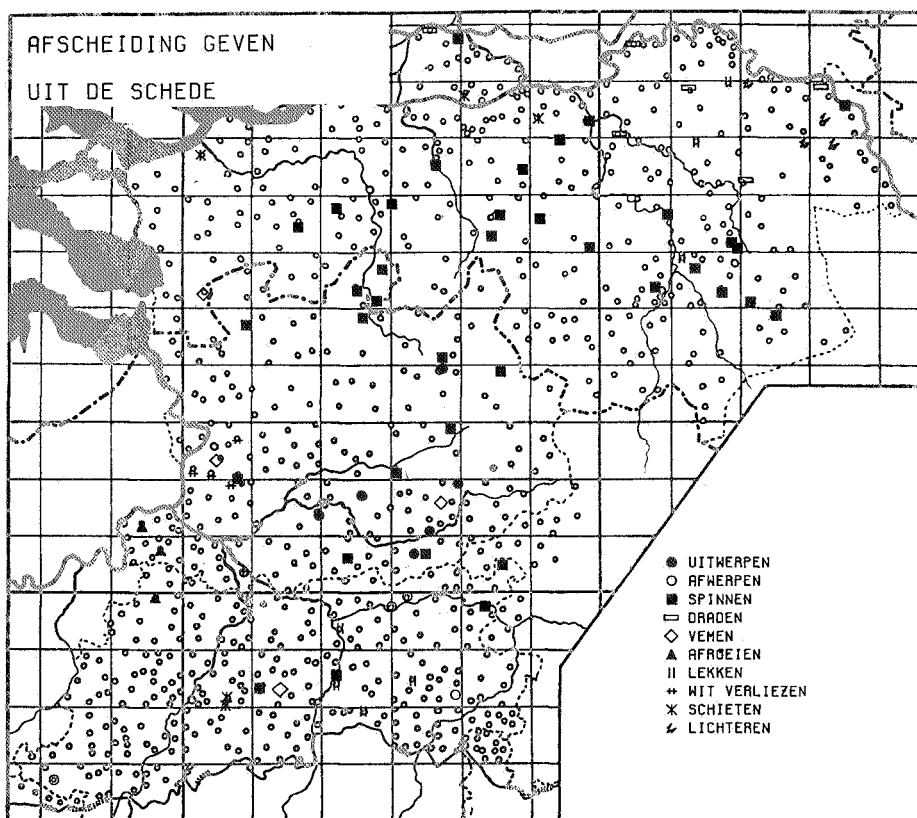 AFSCHEIDING GEVEN
UIT DE SCHEDE
UITWERPEN
AFWERPEN
SPINNEN
DRADEN
VEMEN
AFROEIEN
LEKKEN
WIT VERLIEZEN
SCHIETEN
LICHTEREN